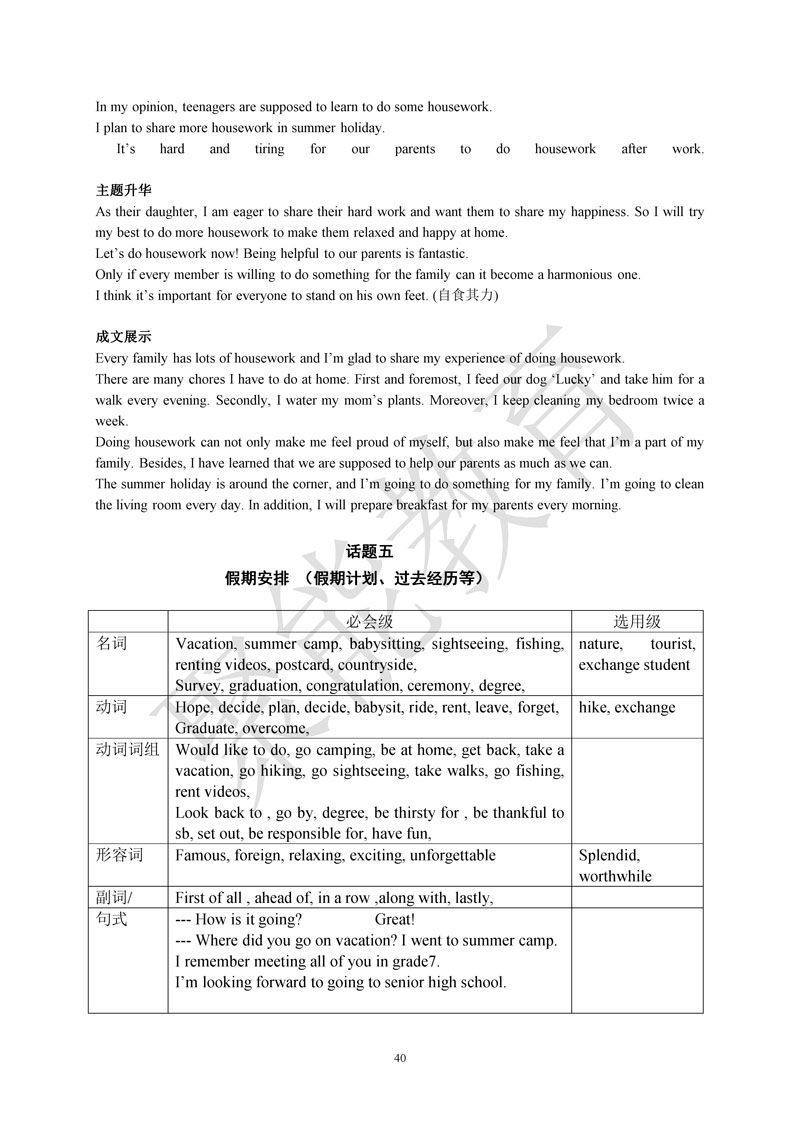 In my opinion, teenagers are supposed to learn to do some housework.
I plan to share more housework in summer holiday.
It’s hard and tiring for our parents to do housework after work.
主题升华
As their daughter, I am eager to share their hard work and want them to share my happiness. So I will try
my best to do more housework to make them relaxed and happy at home.
Let’s do housework now! Being helpful to our parents is fantastic.
Only if every member is willing to do something for the family can it become a harmonious one.
I think it’s important for everyone to stand on his own feet. (自食其力)
成文展示
Every family has lots of housework and I’m glad to share my experience of doing housework.
There are many chores I have to do at home. First and foremost, I feed our dog ‘Lucky’ and take him for a
walk every evening. Secondly, I water my mom’s plants. Moreover, I keep cleaning my bedroom twice a
week.
Doing housework can not only make me feel proud of myself, but also make me feel that I’m a part of my
family. Besides, I have learned that we are supposed to help our parents as much as we can.
The summer holiday is around the corner, and I’m going to do something for my family. I’m going to clean
the living room every day. In addition, I will prepare breakfast for my parents every morning.
话题五
假期安排 （假期计划、过去经历等）
必会级 选用级
名词 Vacation, summer camp, babysitting, sightseeing, fishing, nature, tourist,
renting videos, postcard, countryside, exchange student
Survey, graduation, congratulation, ceremony, degree,
动词 Hope, decide, plan, decide, babysit, ride, rent, leave, forget, hike, exchange
Graduate, overcome,
动词词组 Would like to do, go camping, be at home, get back, take a
vacation, go hiking, go sightseeing, take walks, go fishing,
rent videos,
Look back to , go by, degree, be thirsty for , be thankful to
sb, set out, be responsible for, have fun,
形容词 Famous, foreign, relaxing, exciting, unforgettable Splendid,
worthwhile
副词/ First of all , ahead of, in a row ,along with, lastly,
句式 --- How is it going? Great!
--- Where did you go on vacation? I went to summer camp.
I remember meeting all of you in grade7.
I’m looking forward to going to senior high school.
40
聚能教育